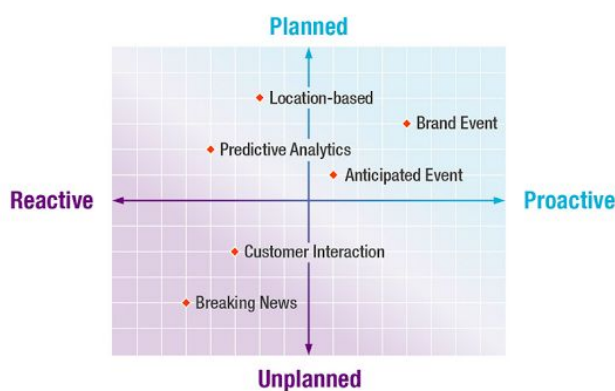 Planned
Location-based
Brand Event
Predictive Analytics
Anticipated Event
Reactive
Proactive
Customer Interaction
Breaking News
Unplanned